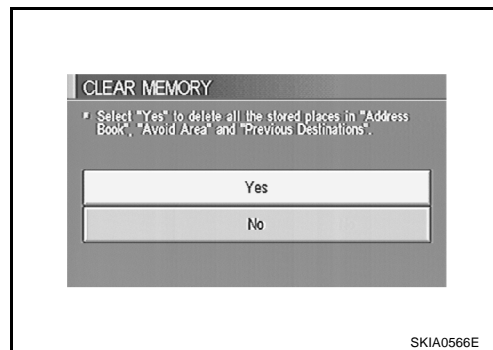 CLEAR MEMORY
Select "Yes" to delete all the stored places in "Address
Book", "Avoid Area" and "Previous Destinations".
Yes
No
SKIA0566E